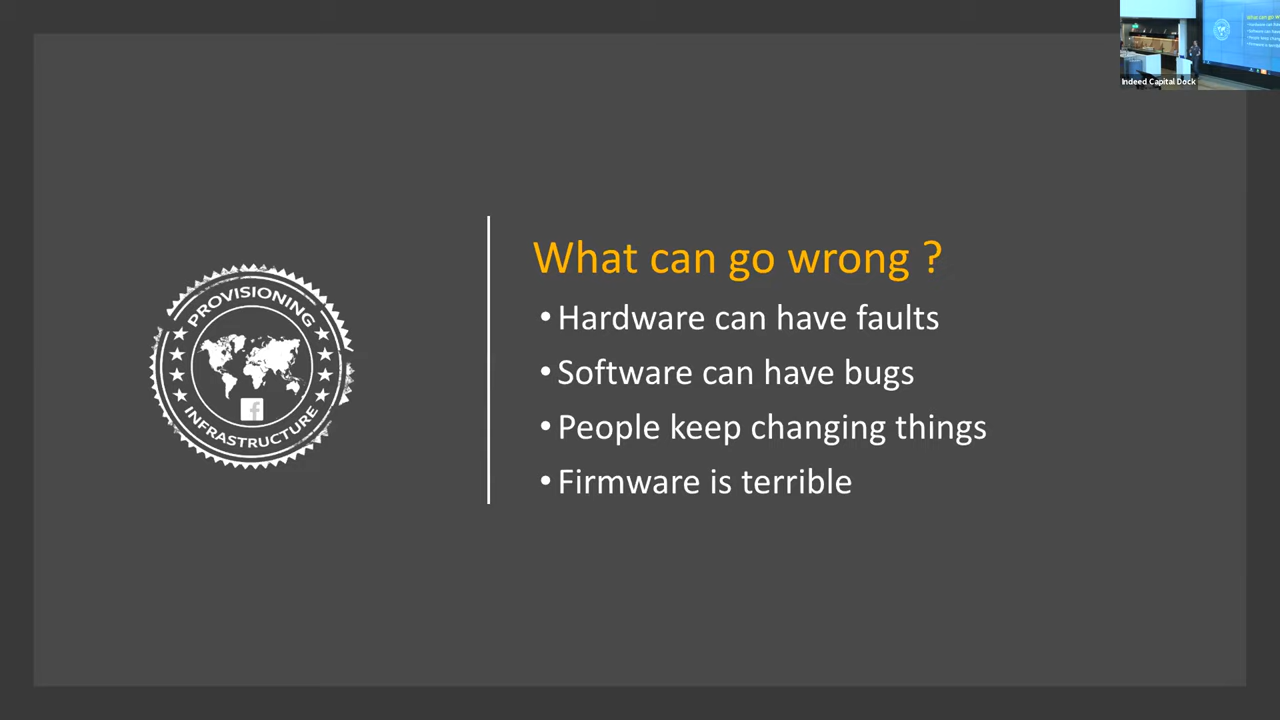 What can go wrong ?
• Hardware can have faults
• Software can have bugs
• People keep changing things
• Firmware is terrible
PROVISIONING
INFRASTRUCTURE
Indeed Capital Dock